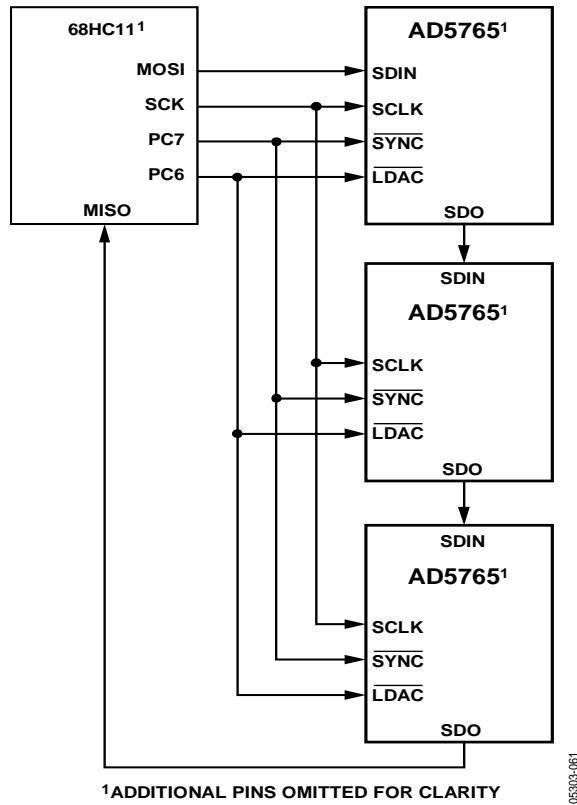 68HC11¹
MOSI
SCK
PC7
PC6
MISO
AD5765¹
SDIN
SCLK
SYNC
LDAC
SDO
SDIN
AD5765¹
SCLK
SYNC
LDAC
SDO
SDIN
AD5765¹
SCLK
SYNC
LDAC
SDO
¹ADDITIONAL PINS OMITTED FOR CLARITY
05303-061